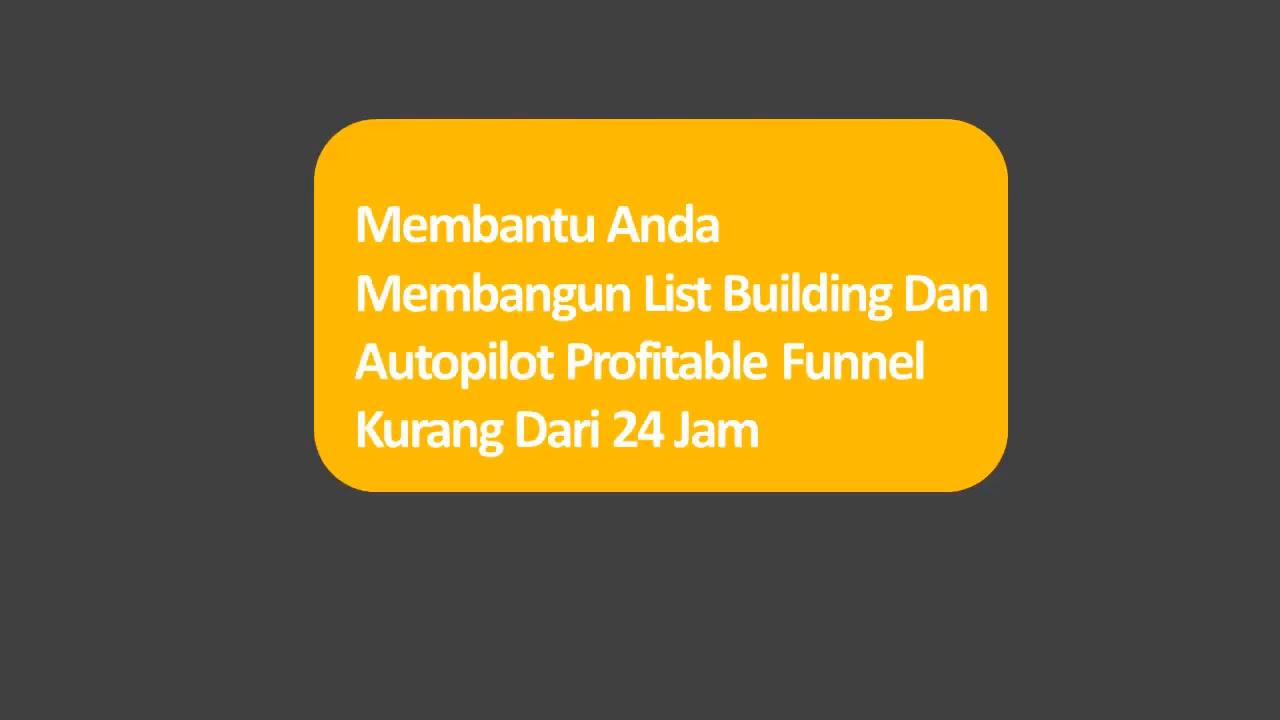 Membantu Anda
Membangun List Building Dan
Autopilot Profitable Funnel
Kurang Dari 24 Jam